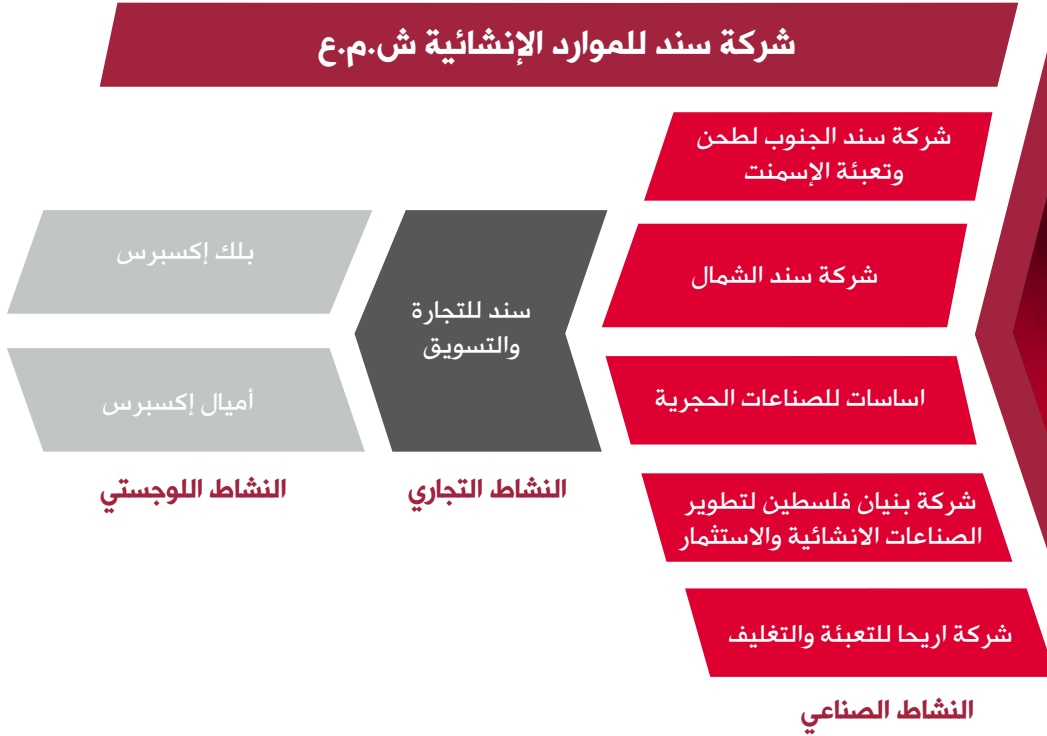 شركة سند للموارد الإنشائية ش.م.ع
شركة سند الجنوب لطحن
وتعبئة الإسمنت
شركة سند الشمال
اساسات للصناعات الحجرية
شركة بنيان فلسطين لتطوير
الصناعات الانشائية والاستثمار
شركة اريحا للتعبئة والتغليف
النشاط الصناعي
سند للتجارة
والتسويق
النشاط التجاري
بلك إكسبرس
أميال إكسبرس
النشاط اللوجستي